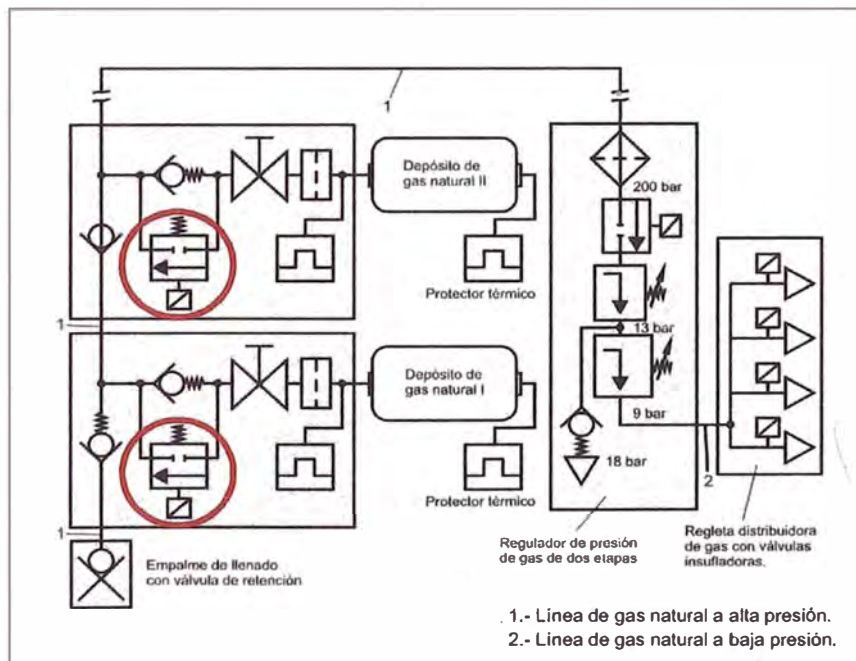 1
Depósito de
gas natural II
200 bar
Protector térmico
13 bar
1
Depósito de
gas natural I
9 bar
18 bar
2
Protector térmico
1
Empalme de llenado
con válvula de retención
Regulador de presión
de gas de dos etapas
Regleta distribuidora
de gas con válvulas
insufladoras.
1.- Línea de gas natural a alta presión.
2.- Línea de gas natural a baja presión.